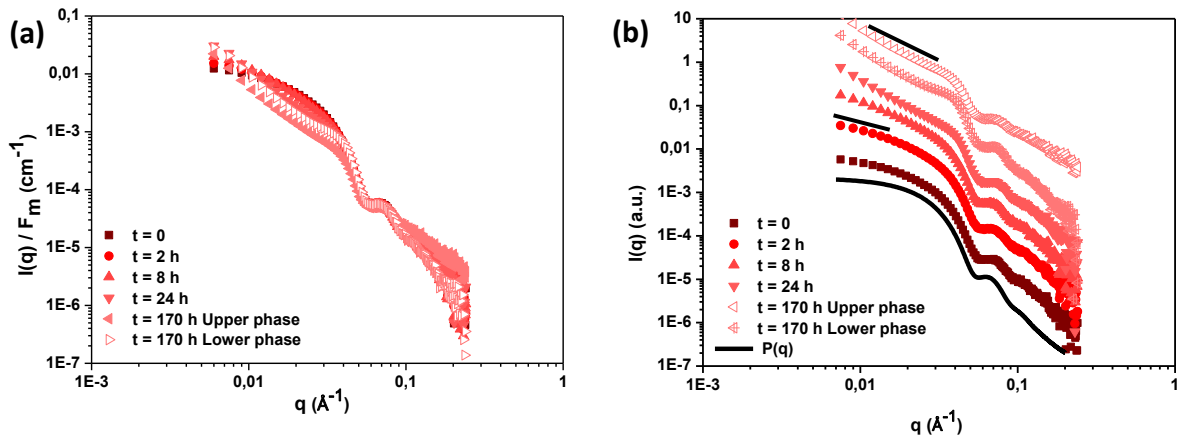 (a)
0,1
0,01
1E-3
1E-4
1E-5
1E-6
1E-7
I(q) / Fm (cm-1)
t = 0
t = 2 h
t = 8 h
t = 24 h
t = 170 h Upper phase
t = 170 h Lower phase
1E-3
0,01
0,1
1
q (Å-1)
(b)
10
1
0,1
0,01
1E-3
1E-4
1E-5
1E-6
1E-7
I(q) (a.u.)
t = 0
t = 2 h
t = 8 h
t = 24 h
t = 170 h Upper phase
t = 170 h Lower phase
P(q)
1E-3
0,01
0,1
1
q (Å-1)